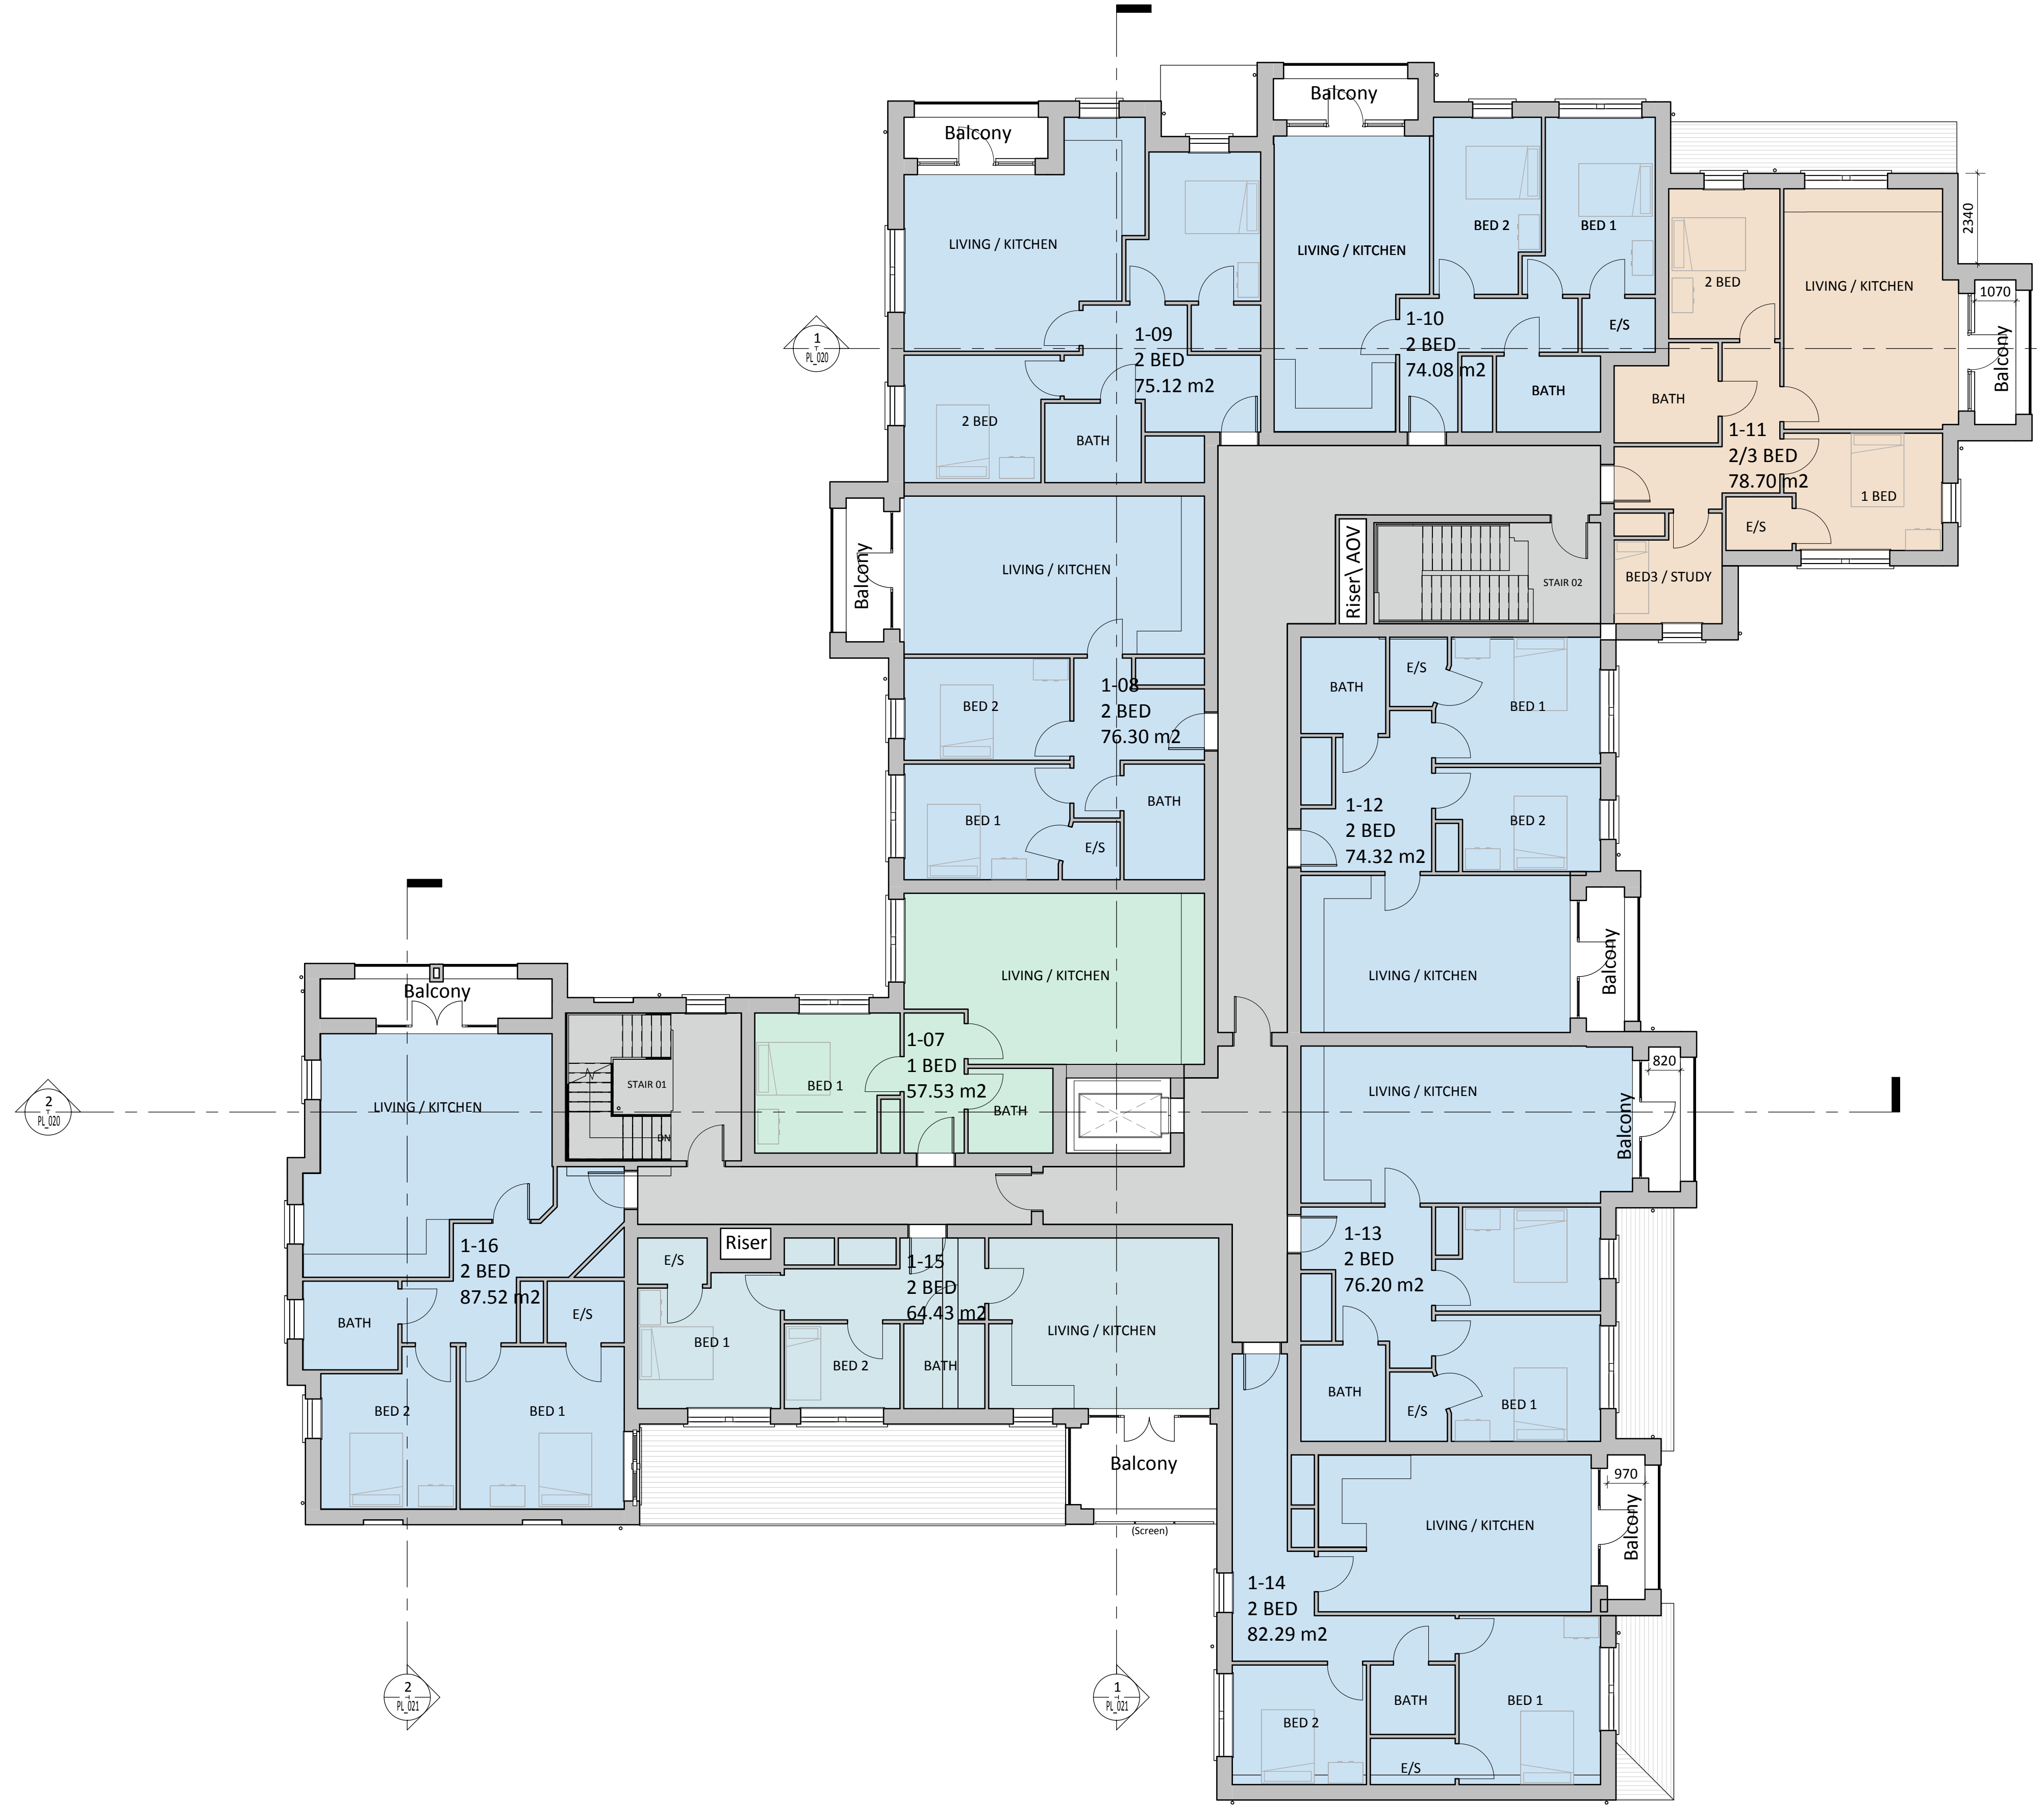 Balcony
Balcony
LIVING / KITCHEN
1-09
2 BED
75.12 m2
2 BED
BATH
LIVING / KITCHEN
BED 2
BED 1
1-10
2 BED
74.08 m2
E/S
BATH
2340
2 BED
LIVING / KITCHEN
1070
Balcony
BATH
1-11
2/3 BED
78.70 m2
1 BED
E/S
BED3 / STUDY
1
PL_020
Balcony
LIVING / KITCHEN
Riser\ AOV
STAIR 02
BED 2
1-08
2 BED
76.30 m2
BED 1
BATH
E/S
BATH
E/S
BED 1
1-12
2 BED
74.32 m2
BED 2
LIVING / KITCHEN
Balcony
LIVING / KITCHEN
1-07
1 BED
57.53 m2
BED 1
BATH
Balcony
STAIR 01
DN
LIVING / KITCHEN
2
PL_020
LIVING / KITCHEN
820
Balcony
1-13
2 BED
76.20 m2
BATH
E/S
BED 1
1-16
2 BED
87.52 m2
BATH
E/S
BED 2
BED 1
Riser
E/S
1-15
2 BED
64.43 m2
BED 1
BED 2
BATH
LIVING / KITCHEN
Balcony
(Screen)
970
LIVING / KITCHEN
Balcony
1-14
2 BED
82.29 m2
BATH
BED 1
BED 2
E/S
2
PL_021
1
PL_021